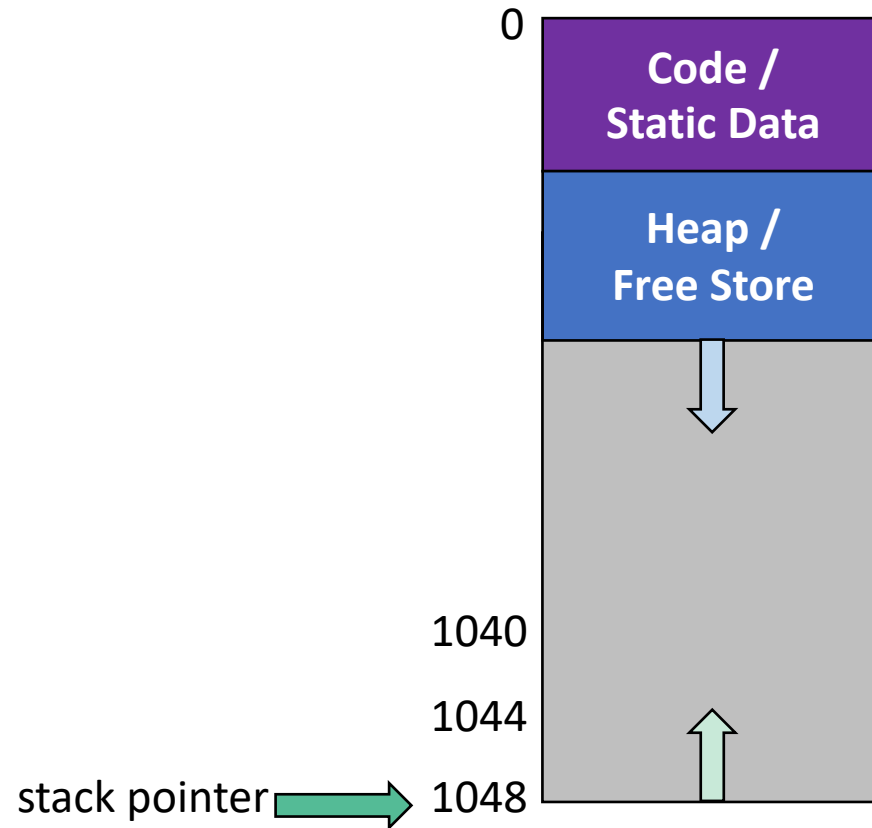 0
Code /
Static Data
Heap /
Free Store
1040
1044
stack pointer
1048